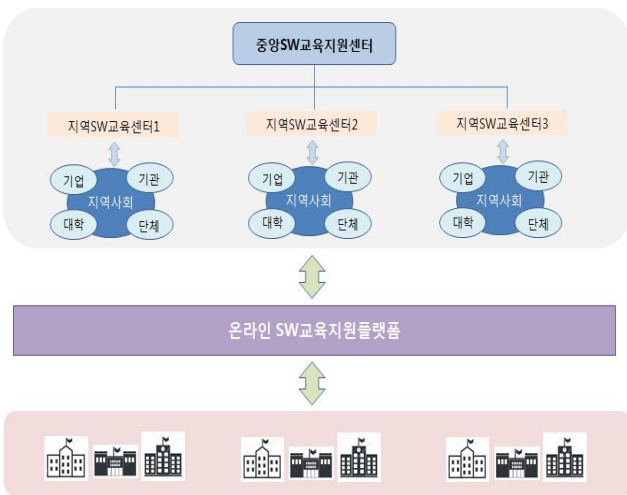 중앙SW교육지원센터
지역SW교육센터1
지역SW교육센터2
지역SW교육센터3
기업
기관
지역사회
대학
단체
기업
기관
지역사회
대학
단체
기업
기관
지역사회
대학
단체
온라인 SW교육지원플랫폼